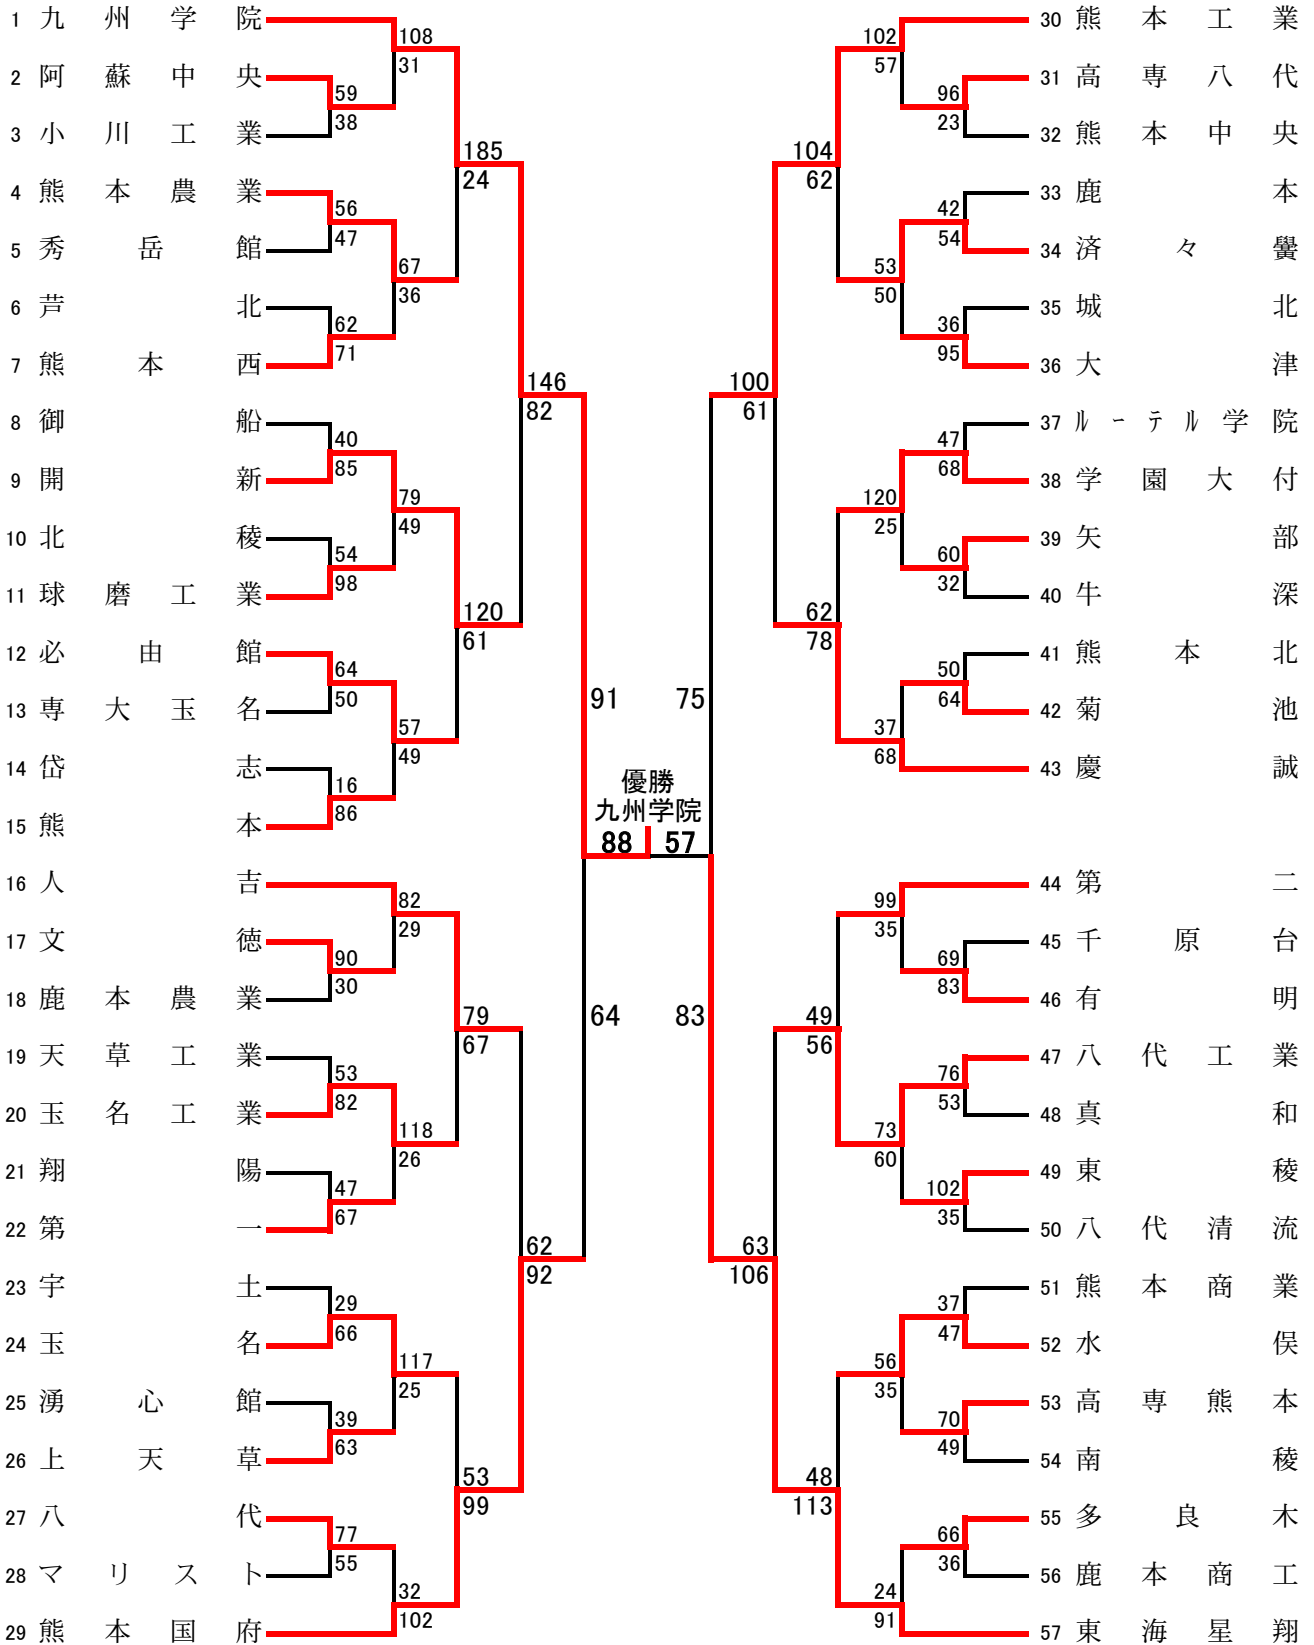 1 九州学院
2 阿蘇中央
3 小川工業
4 熊本農業
5 秀岳館
6 芦北
7 熊本西
8 御船
9 開新
10 北稜
11 球磨工業
12 必由館
13 専大玉名
14 岱志
15 熊本
16 人吉
17 文徳
18 鹿本農業
19 天草工業
20 玉名工業
21 翔陽
22 第一
23 宇土
24 玉名
25 湧心館
26 上天草
27 八代
28 マリスト
29 熊本国府
108
31
59
38
56
47
67
36
62
71
185
24
40
85
79
49
54
98
120
61
64
50
57
49
16
86
146
82
82
29
90
30
79
67
53
82
118
26
47
67
62
92
29
66
117
25
39
63
53
99
77
55
32
102
91
64
優勝
九州学院
88 57
75
83
100
61
63
106
104
62
62
78
49
56
48
113
102
57
53
50
120
25
37
68
99
35
73
60
56
35
24
91
96
23
42
54
36
95
47
68
60
32
50
64
69
83
76
53
102
35
37
47
70
49
66
36
30 熊本工業
31 高専八代
32 熊本中央
33 鹿本
34 済々黌
35 城北
36 大津
37 ルーテル学院
38 学園大付
39 矢部
40 牛深
41 熊本北
42 菊池
43 慶誠
44 第二
45 千原台
46 有明
47 八代工業
48 真和
49 東稜
50 八代清流
51 熊本商業
52 水俣
53 高専熊本
54 南稜
55 多良木
56 鹿本商工
57 東海星翔